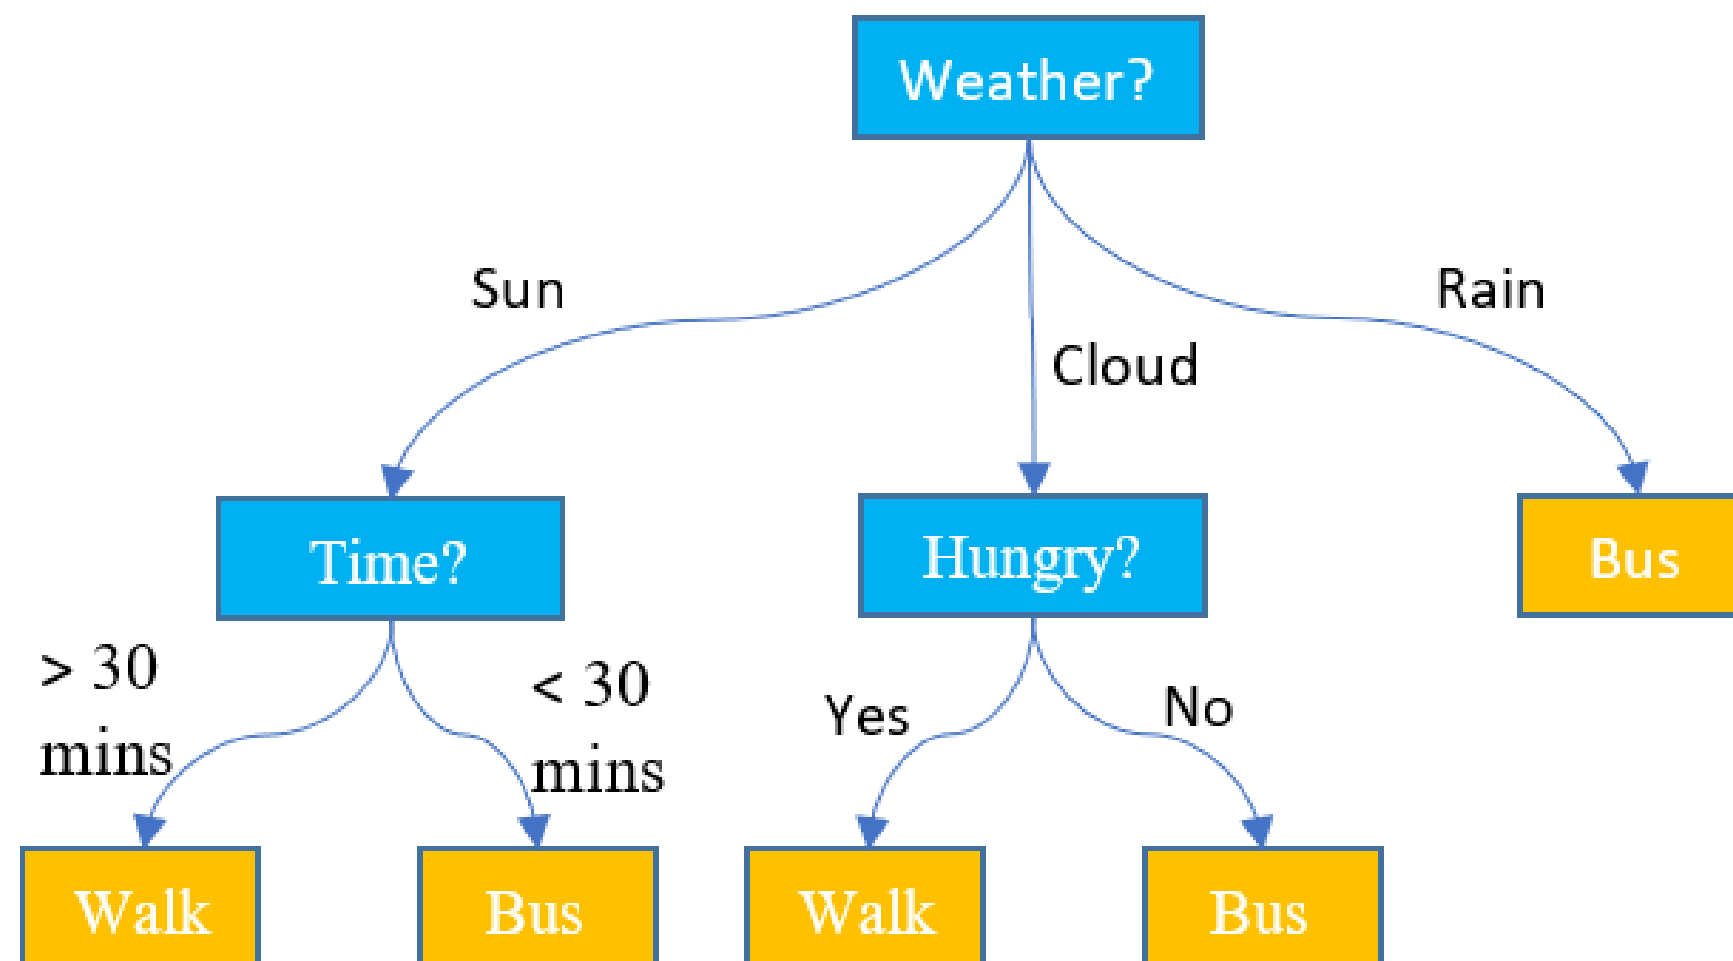 Weather?
Sun
Rain
Cloud
Time?
Hungry?
Bus
> 30
mins
< 30
mins
Yes
No
Walk
Bus
Walk
Bus